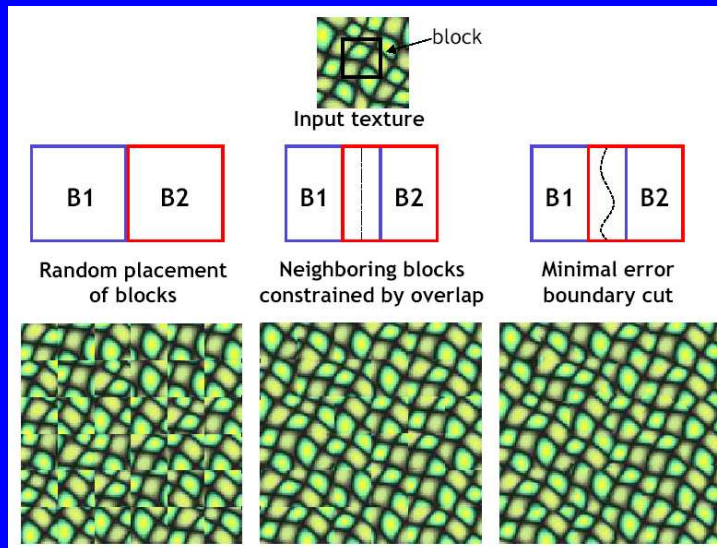 block
Input texture
B1 B2
B1 B2
B1 B2
Random placement
of blocks
Neighboring blocks
constrained by overlap
Minimal error
boundary cut